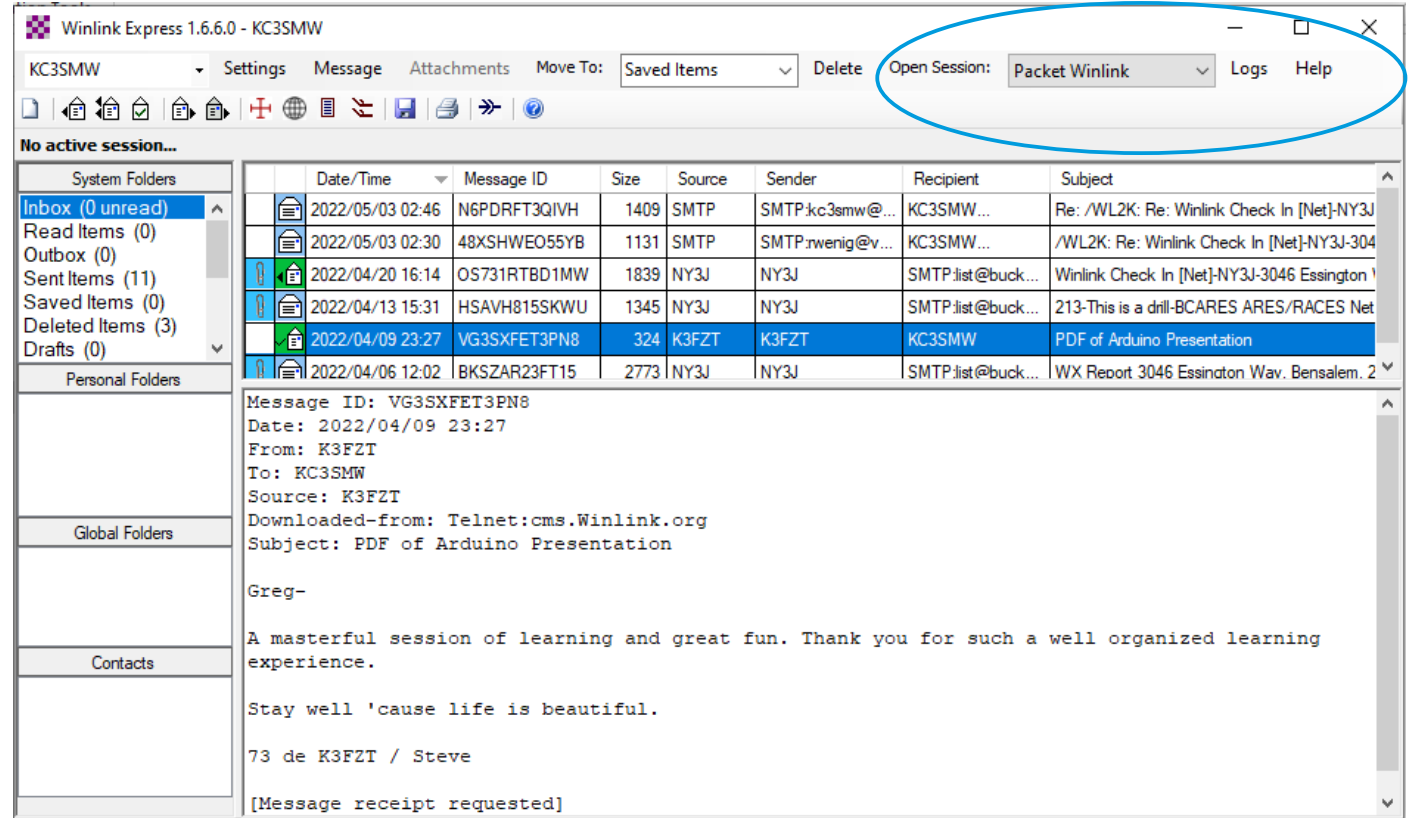 Winlink Express 1.6.6.0 - KC3SMW
KC3SMW Settings Message Attachments Move To: Saved Items Delete Open Session: Packet Winlink Logs Help
No active session...
System Folders
Inbox (0 unread)
Read Items (0)
Outbox (0)
Sent Items (11)
Saved Items (0)
Deleted Items (3)
Drafts (0)
Personal Folders
Global Folders
Contacts
Date/Time Message ID Size Source Sender Recipient Subject
2022/05/03 02:46 N6PDRFT3QIVH 1409 SMTP SMTP:kc3smw@... KC3SMW... Re: /WL2K: Re: Winlink Check In [Net]-NY3J
2022/05/03 02:30 48XSHWEO55YB 1131 SMTP SMTP:rwenig@v... KC3SMW... /WL2K: Re: Winlink Check In [Net]-NY3J-304
2022/04/20 16:14 OS731RTBD1MW 1839 NY3J NY3J SMTP:list@buck... Winlink Check In [Net]-NY3J-3046 Essington
2022/04/13 15:31 HSAVH815SKWU 1345 NY3J NY3J SMTP:list@buck... 213-This is a drill-BCARES ARES/RACES Net
2022/04/09 23:27 VG3SXFET3PN8 324 K3FZT K3FZT KC3SMW PDF of Arduino Presentation
2022/04/06 12:02 BKSZAR23FT15 2773 NY3J NY3J SMTP:list@buck... WX Report 3046 Essington Way, Bensalem, 2
Message ID: VG3SXFET3PN8
Date: 2022/04/09 23:27
From: K3FZT
To: KC3SMW
Source: K3FZT
Downloaded-from: Telnet:cms.Winlink.org
Subject: PDF of Arduino Presentation
Greg-
A masterful session of learning and great fun. Thank you for such a well organized learning
experience.
Stay well 'cause life is beautiful.
73 de K3FZT / Steve
[Message receipt requested]